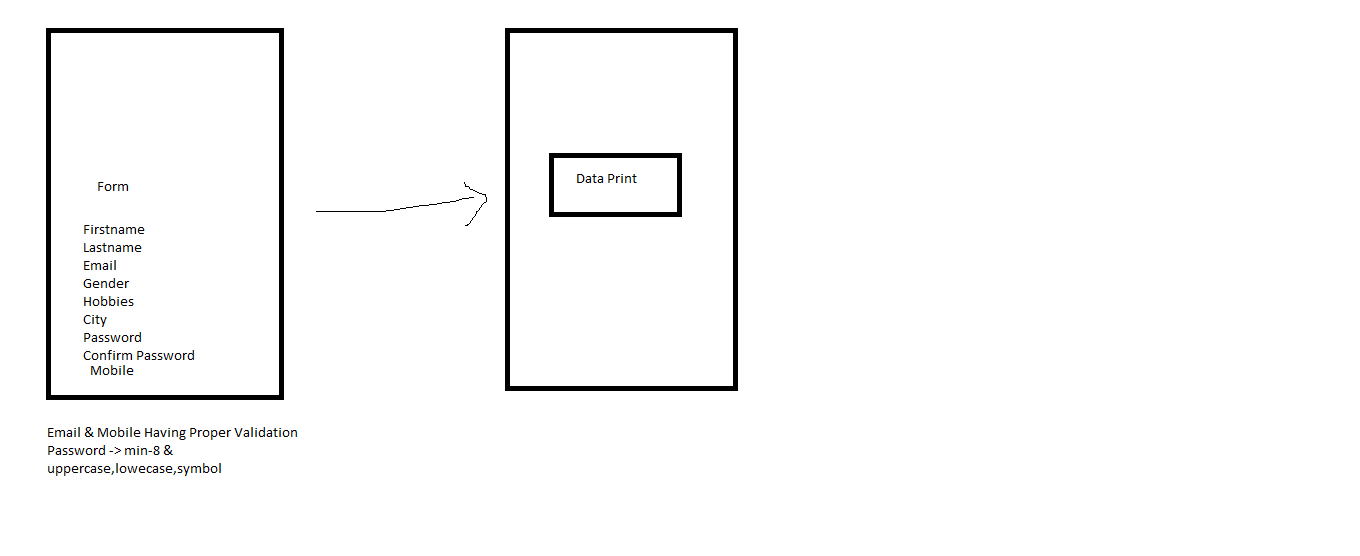 Form
Firstname
Lastname
Email
Gender
Hobbies
City
Password
Confirm Password
Mobile
Email & Mobile Having Proper Validation
Password -> min-8 &
uppercase,lowecase,symbol
Data Print